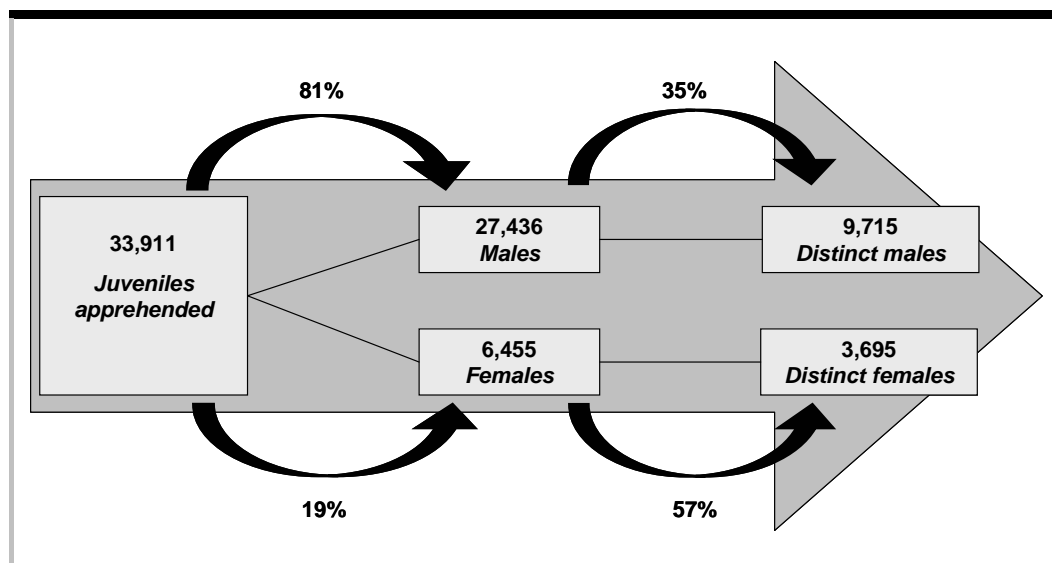 81%
35%
33,911
Juveniles
apprehended
27,436
Males
9,715
Distinct males
6,455
Females
3,695
Distinct females
19%
57%